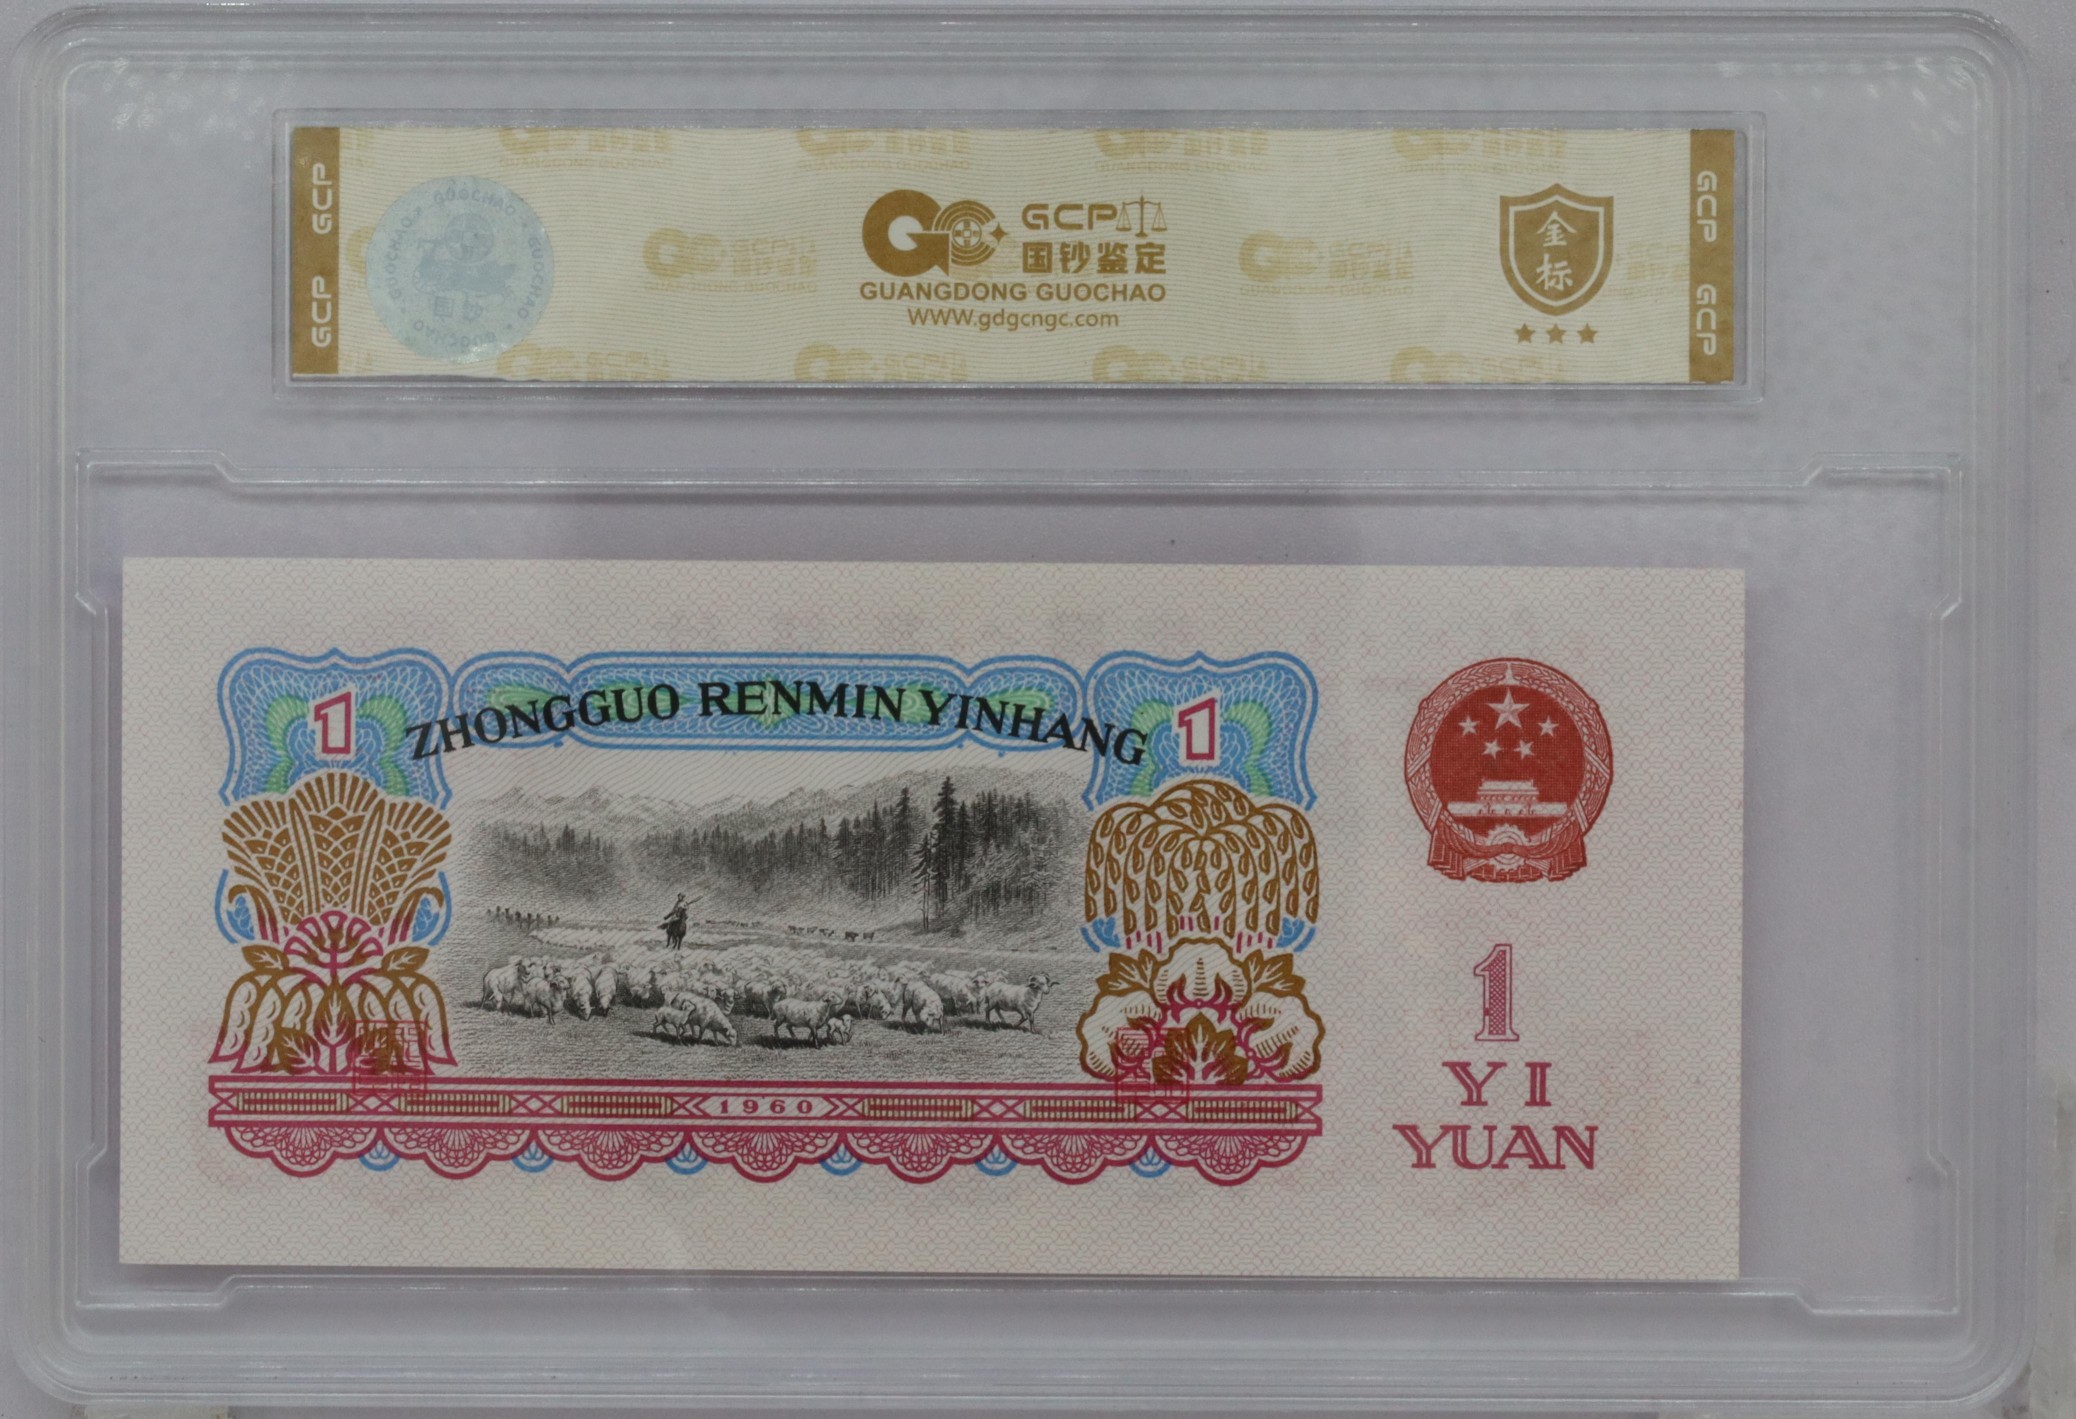 GCP GCP
GCP
国钞鉴定
GUANGDONG GUOCHAO
WWW.gdgcngc.com
金标
GCP GCP
1
ZHONGGUO RENMIN YINHANG
1
1960
1
YI
YUAN